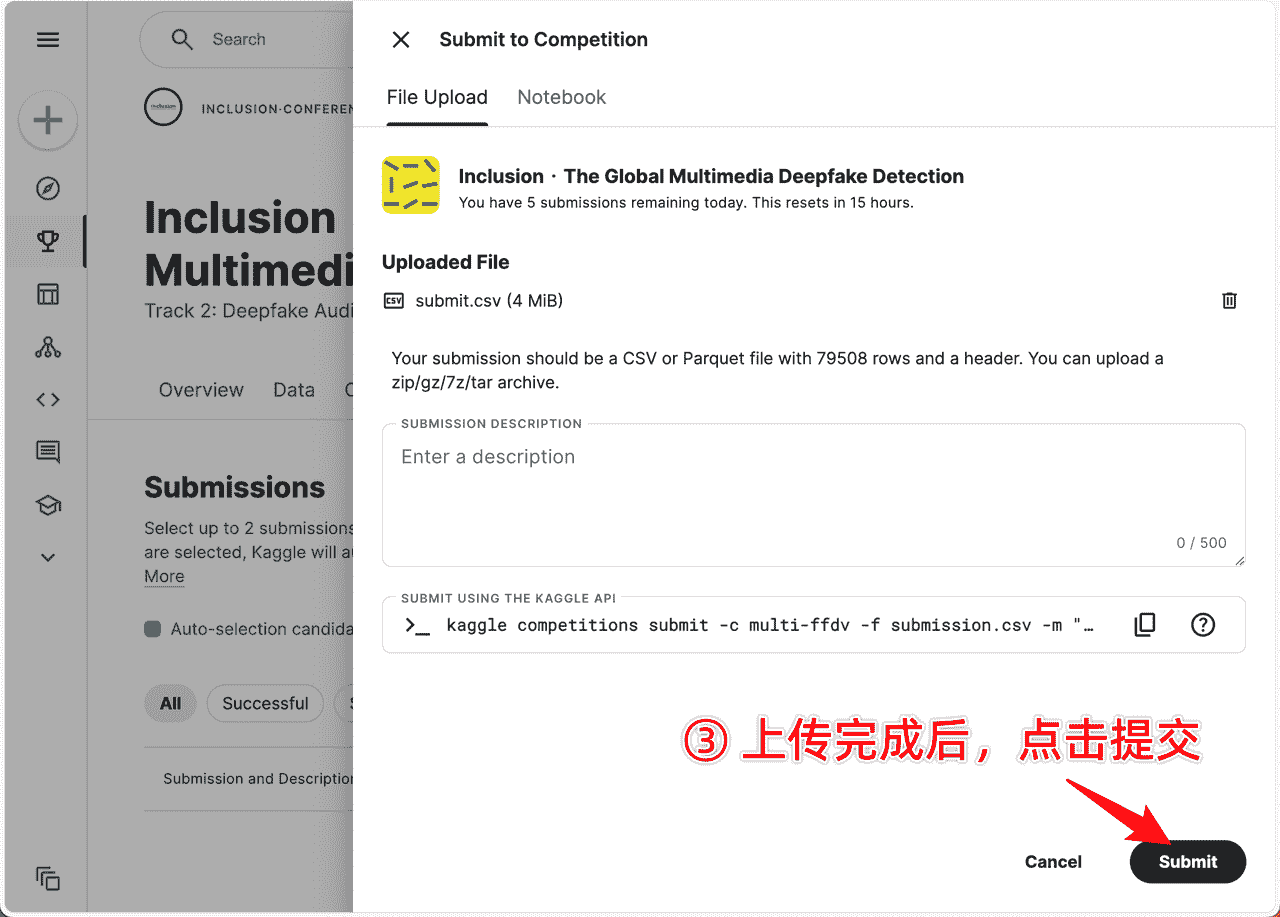 Search
INCLUSION·CONFEREN
Inclusion
Multimedi
Track 2: Deepfake Audi
Overview Data
Submissions
Select up to 2 submissions
are selected, Kaggle will au
More
Auto-selection candida
All Successful
Submission and Description
Submit to Competition
File Upload Notebook
Inclusion · The Global Multimedia Deepfake Detection
You have 5 submissions remaining today. This resets in 15 hours.
Uploaded File
CSV submit.csv (4 MiB)
Your submission should be a CSV or Parquet file with 79508 rows and a header. You can upload a
zip/gz/7z/tar archive.
SUBMISSION DESCRIPTION
Enter a description
0 / 500
SUBMIT USING THE KAGGLE API
>_ kaggle competitions submit -c multi-ffdv -f submission.csv -m "…
③ 上传完成后，点击提交
Cancel Submit